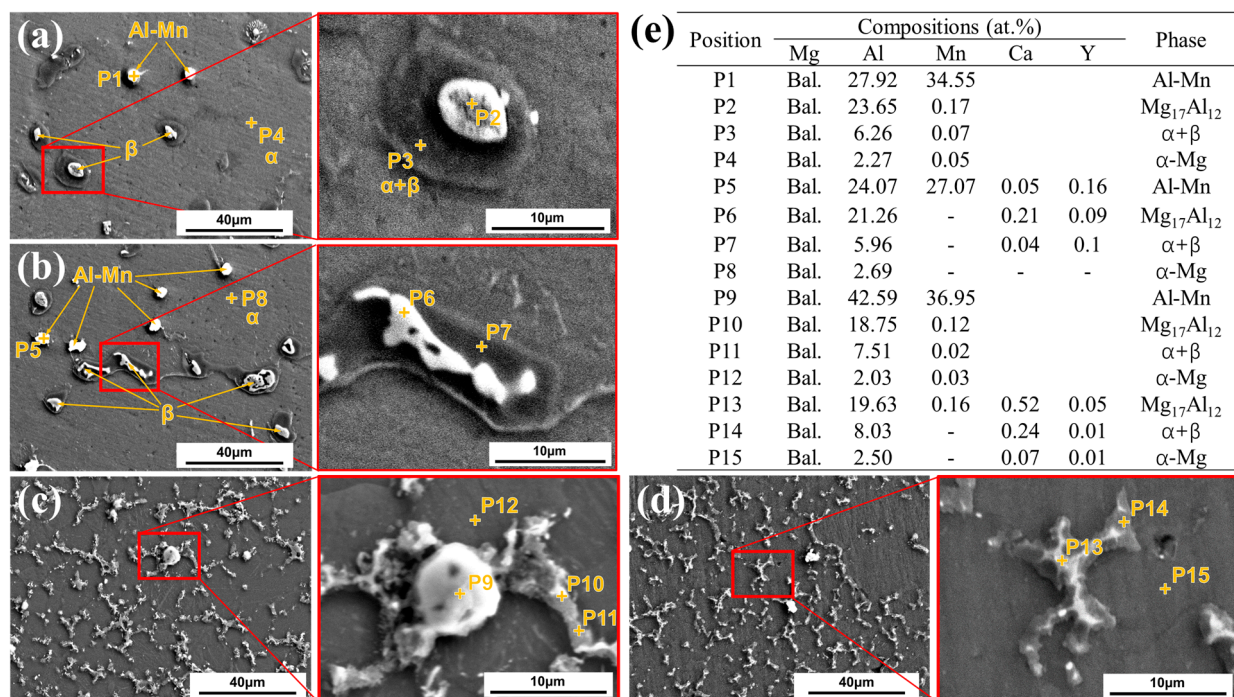 (a)
Al-Mn
P1
P4
α
β
40μm
P2
P3
α+β
10μm
(b)
Al-Mn
P8
α
P5
β
40μm
P6
P7
10μm
(c)
40μm
P12
P9
P10
P11
10μm
(d)
40μm
P14
P13
P15
10μm
(e)
Position Compositions (at.%) Phase
Mg Al Mn Ca Y
P1 Bal. 27.92 34.55 Al-Mn
P2 Bal. 23.65 0.17 Mg₁₇Al₁₂
P3 Bal. 6.26 0.07 α+β
P4 Bal. 2.27 0.05 α-Mg
P5 Bal. 24.07 27.07 0.05 0.16 Al-Mn
P6 Bal. 21.26 - 0.21 0.09 Mg₁₇Al₁₂
P7 Bal. 5.96 - 0.04 0.1 α+β
P8 Bal. 2.69 - - - α-Mg
P9 Bal. 42.59 36.95 Al-Mn
P10 Bal. 18.75 0.12 Mg₁₇Al₁₂
P11 Bal. 7.51 0.02 α+β
P12 Bal. 2.03 0.03 α-Mg
P13 Bal. 19.63 0.16 0.52 0.05 Mg₁₇Al₁₂
P14 Bal. 8.03 - 0.24 0.01 α+β
P15 Bal. 2.50 - 0.07 0.01 α-Mg